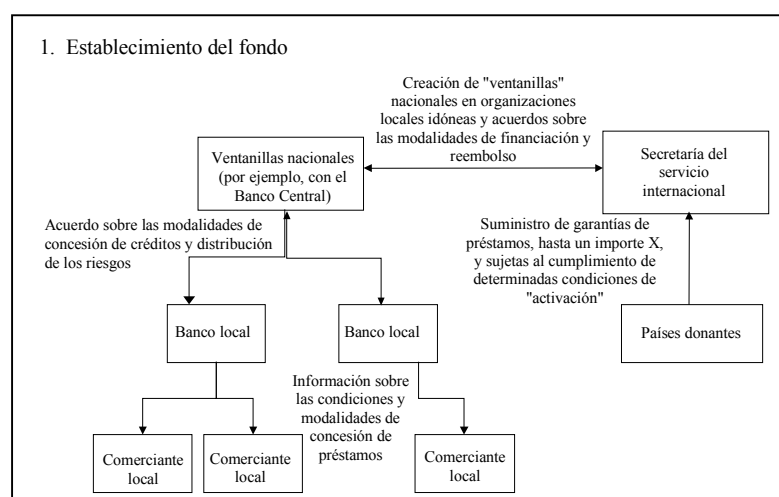 1. Establecimiento del fondo
Creación de "ventanillas"
nacionales en organizaciones
locales idóneas y acuerdos sobre
las modalidades de financiación y
reembolso
Ventanillas nacionales
(por ejemplo, con el
Banco Central)
Secretaría del
servicio
internacional
Acuerdo sobre las modalidades de
concesión de créditos y distribución
de los riesgos
Suministro de garantías de
préstamos, hasta un importe X,
y sujetas al cumplimiento de
determinadas condiciones de
"activación"
Banco local
Banco local
Países donantes
Información sobre
las condiciones y
modalidades de
concesión de
préstamos
Comerciante
local
Comerciante
local
Comerciante
local